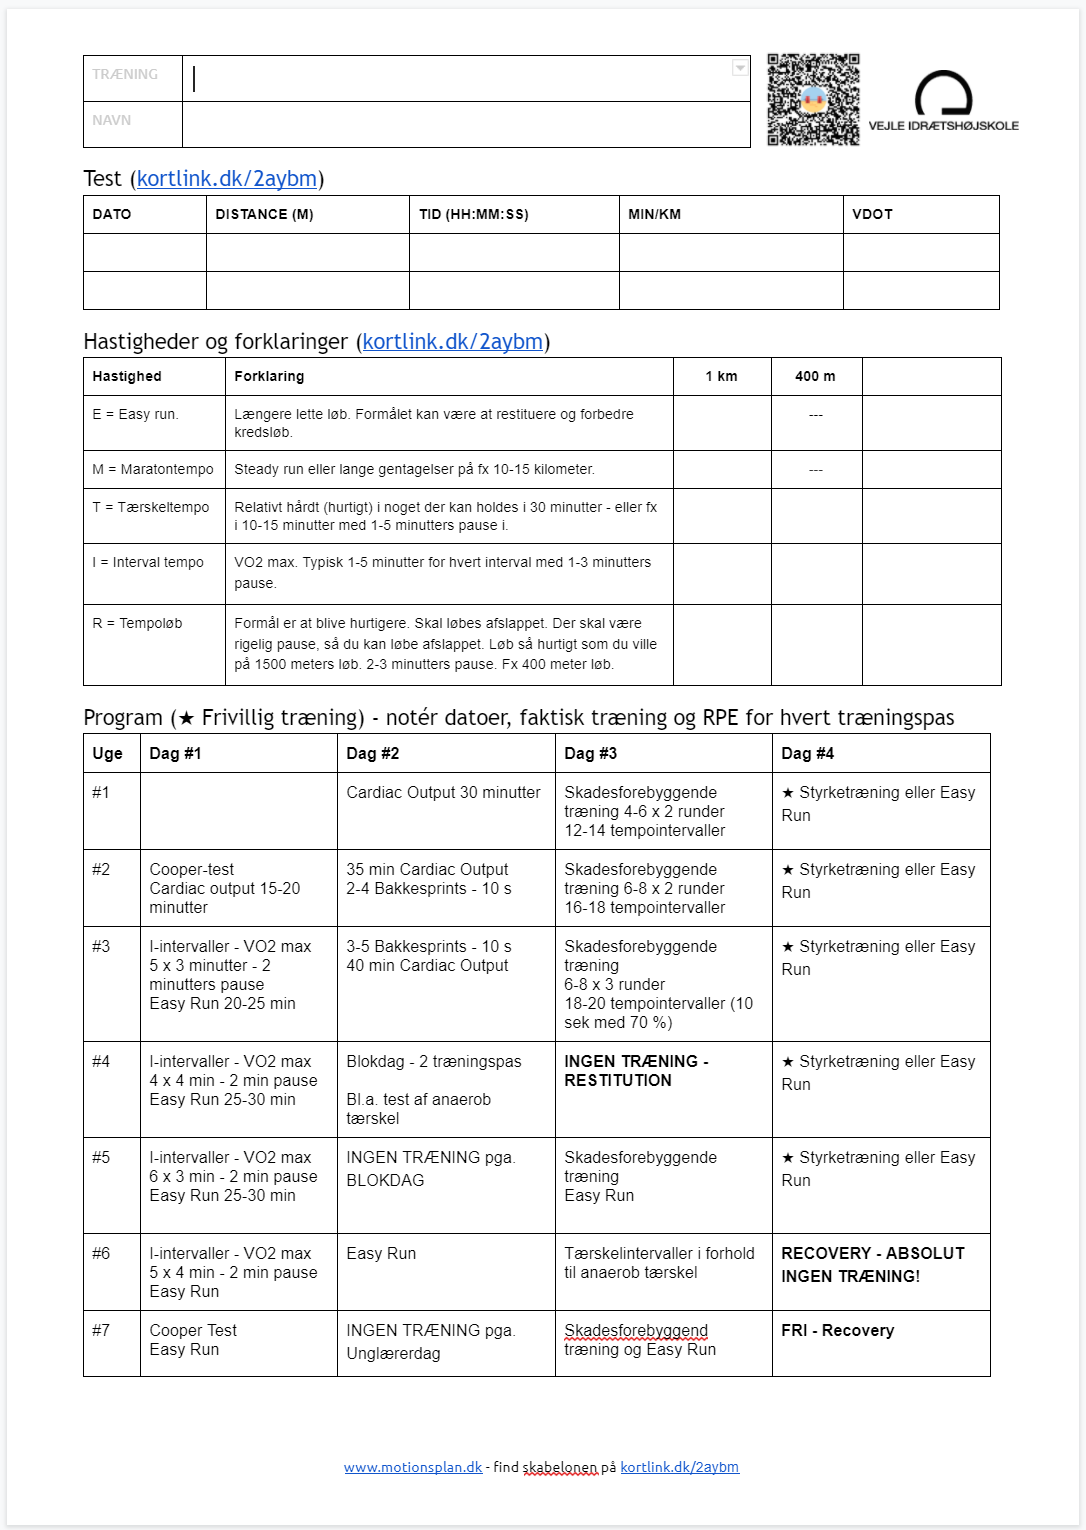 TRÆNING
NAVN
VEJLE IDRÆTSHØJSKOLE
Test (kortlink.dk/2aybm)
DATO DISTANCE (M) TID (HH:MM:SS) MIN/KM VDOT
Hastigheder og forklaringer (kortlink.dk/2aybm)
Hastighed Forklaring 1 km 400 m
E = Easy run. Længere lette løb. Formålet kan være at restituere og forbedre ---
kredsløb.
M = Maratontempo Steady run eller lange gentagelser på fx 10-15 kilometer. ---
T = Tærskeltempo Relativt hårdt (hurtigt) i noget der kan holdes i 30 minutter - eller fx
i 10-15 minutter med 1-5 minutters pause i.
I = Interval tempo VO2 max. Typisk 1-5 minutter for hvert interval med 1-3 minutters
pause.
R = Tempoløb Formål er at blive hurtigere. Skal løbes afslappet. Der skal være
rigelig pause, så du kan løbe afslappet. Løb så hurtigt som du ville
på 1500 meters løb. 2-3 minutters pause. Fx 400 meter løb.
Program (★ Frivillig træning) - notér datoer, faktisk træning og RPE for hvert træningspas
Uge Dag #1 Dag #2 Dag #3 Dag #4
#1
Cardiac Output 30 minutter
Skadesforebyggende
træning 4-6 x 2 runder
12-14 tempointervaller
★ Styrketræning eller Easy
Run
#2
Cooper-test
Cardiac output 15-20
minutter
35 min Cardiac Output
2-4 Bakkesprints - 10 s
Skadesforebyggende
træning 6-8 x 2 runder
16-18 tempointervaller
★ Styrketræning eller Easy
Run
#3
I-intervaller - VO2 max
5 x 3 minutter - 2
minutters pause
Easy Run 20-25 min
3-5 Bakkesprints - 10 s
40 min Cardiac Output
Skadesforebyggende
træning
6-8 x 3 runder
18-20 tempointervaller (10
sek med 70 %)
★ Styrketræning eller Easy
Run
#4
I-intervaller - VO2 max
4 x 4 min - 2 min pause
Easy Run 25-30 min
Blokdag - 2 træningspas
Bl.a. test af anaerob
tærskel
INGEN TRÆNING -
RESTITUTION
★ Styrketræning eller Easy
Run
#5
I-intervaller - VO2 max
6 x 3 min - 2 min pause
Easy Run 25-30 min
INGEN TRÆNING pga.
BLOKDAG
Skadesforebyggende
træning
Easy Run
★ Styrketræning eller Easy
Run
#6
I-intervaller - VO2 max
5 x 4 min - 2 min pause
Easy Run
Easy Run
Tærskelintervaller i forhold
til anaerob tærskel
RECOVERY - ABSOLUT
INGEN TRÆNING!
#7
Cooper Test
Easy Run
INGEN TRÆNING pga.
Unglærerdag
Skadesforebyggend
træning og Easy Run
FRI - Recovery
www.motionsplan.dk - find skabelonen på kortlink.dk/2aybm